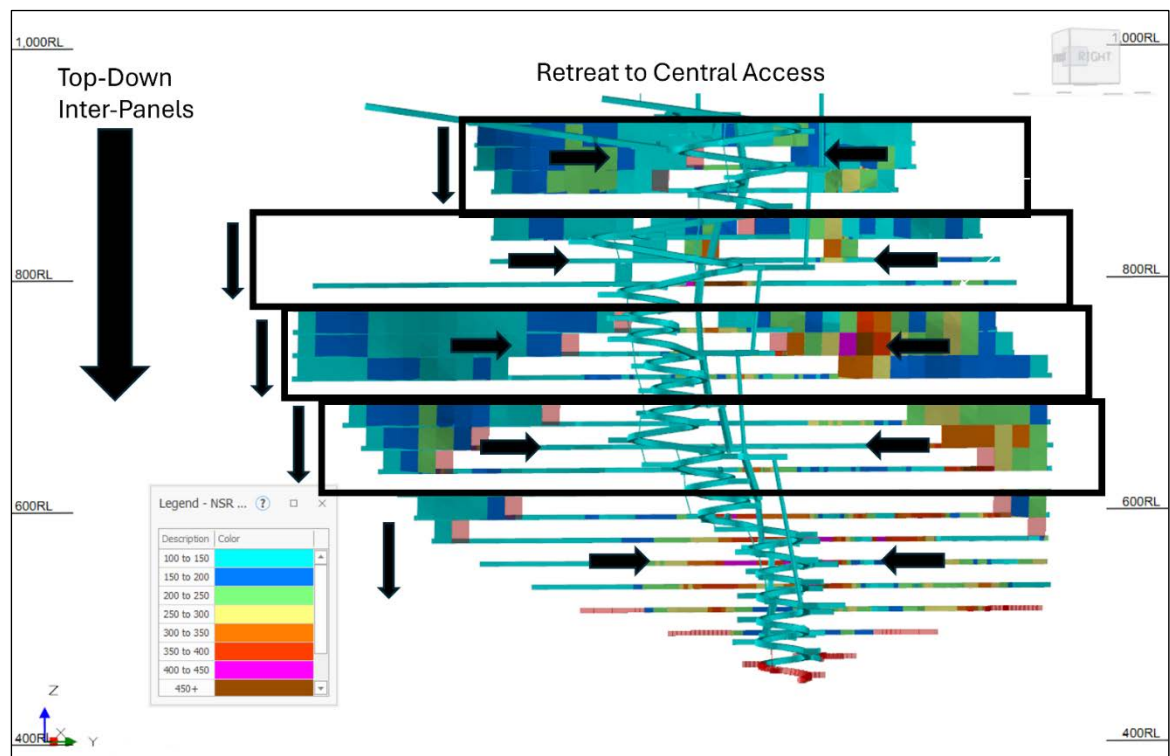 1,000RL
1,000RL
Top-Down
Inter-Panels
Retreat to Central Access
RIGHT
800RL
800RL
600RL
600RL
Legend - NSR ...
Description Color
100 to 150
150 to 200
200 to 250
250 to 300
300 to 350
350 to 400
400 to 450
450+
Z
X
Y
400RL
400RL